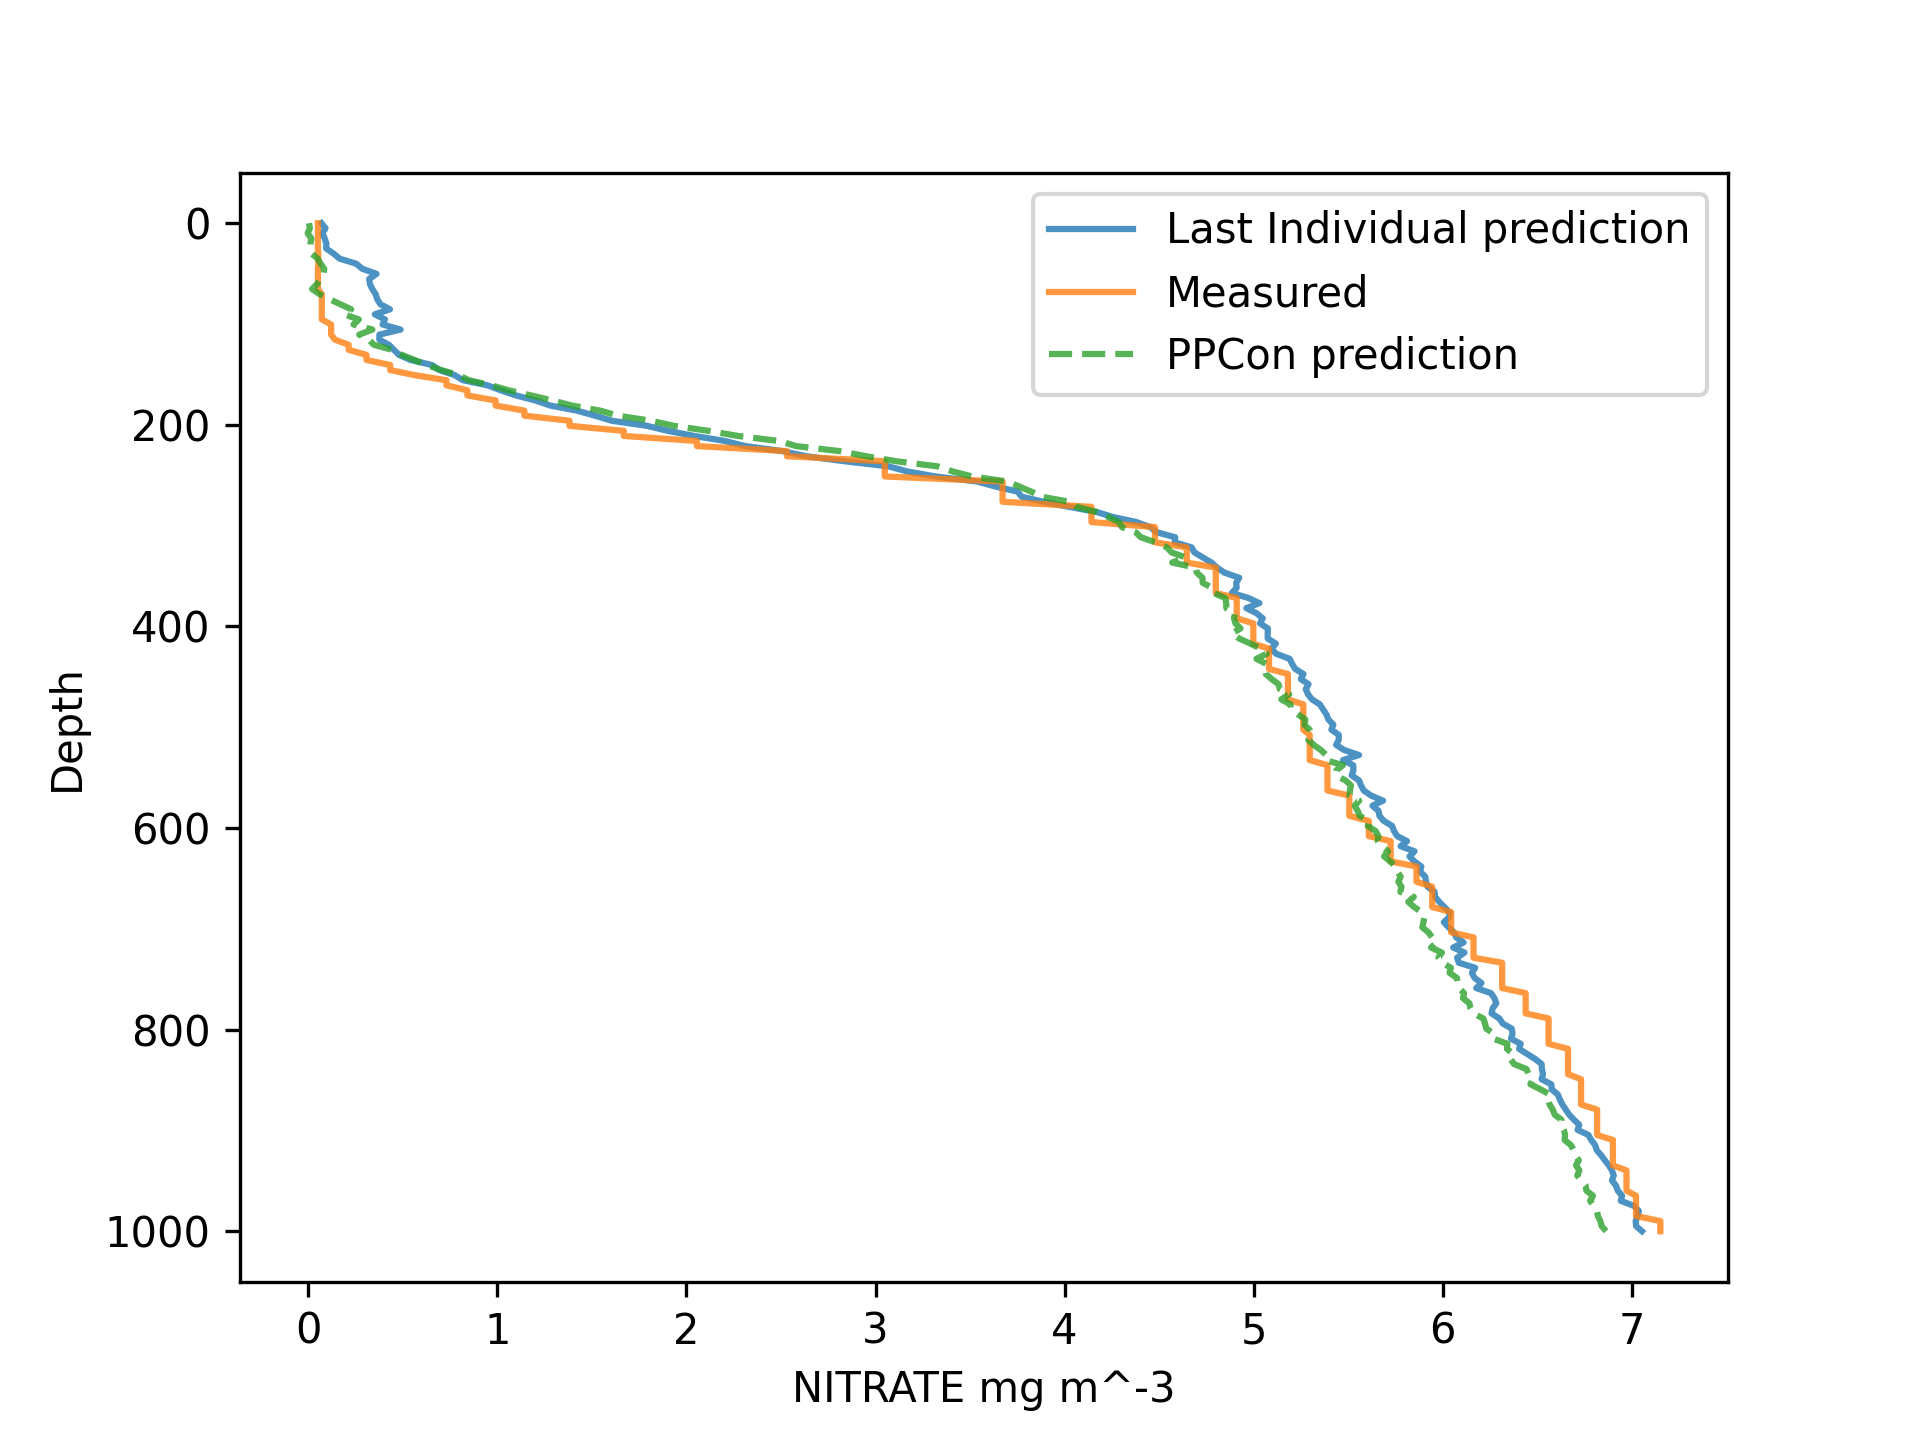 Last Individual prediction
Measured
PPCon prediction
0
200
400
600
800
1000
Depth
0 1 2 3 4 5 6 7
NITRATE mg m^-3